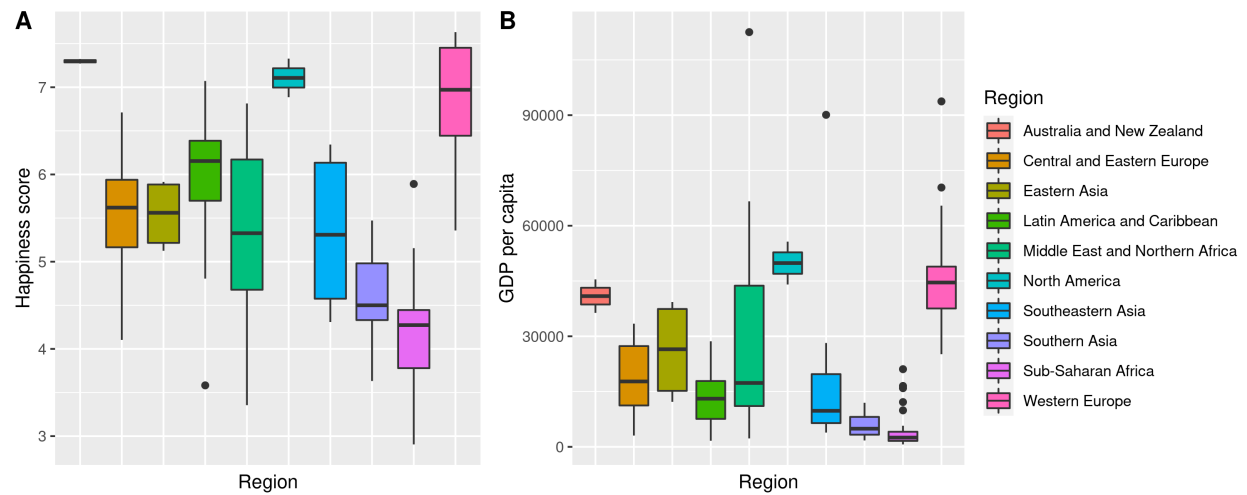 A
Happiness score
7
6
5
4
3
Region
B
GDP per capita
90000
60000
30000
0
Region
Region
Australia and New Zealand
Central and Eastern Europe
Eastern Asia
Latin America and Caribbean
Middle East and Northern Africa
North America
Southeastern Asia
Southern Asia
Sub-Saharan Africa
Western Europe